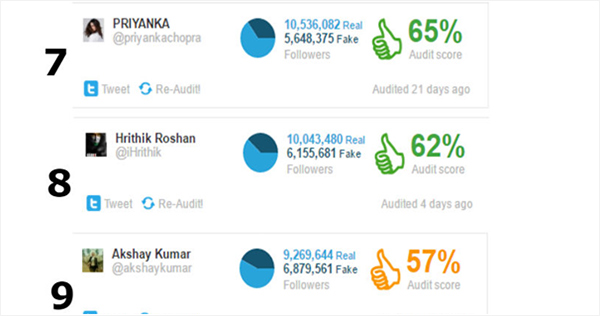 7
PRIYANKA
@priyankachopra
10,536,082 Real
5,648,375 Fake
Followers
65%
Audit score
Tweet Re-Audit! Audited 21 days ago
8
Hrithik Roshan
@iHrithik
10,043,480 Real
6,155,681 Fake
Followers
62%
Audit score
Tweet Re-Audit! Audited 4 days ago
9
Akshay Kumar
@akshaykumar
9,269,644 Real
6,879,561 Fake
Followers
57%
Audit score